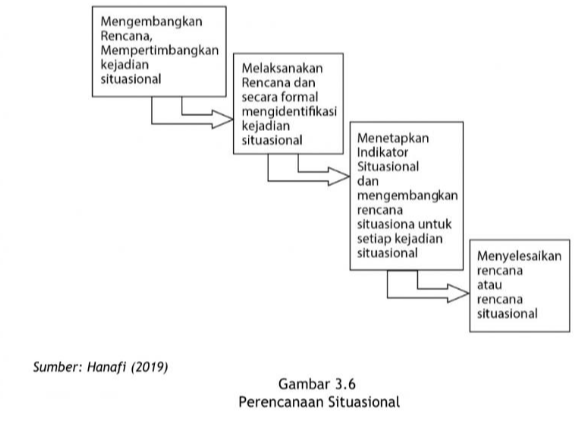 Mengembangkan
Rencana,
Mempertimbangkan
kejadian
situasional
Melaksanakan
Rencana dan
secara formal
mengidentifikasi
kejadian
situasional
Menetapkan
Indikator
Situasional
dan
mengembangkan
rencana
situasiona untuk
setiap kejadian
situasional
Menyelesaikan
rencana
atau
rencana
situasional
Sumber: Hanafi (2019)
Gambar 3.6
Perencanaan Situasional